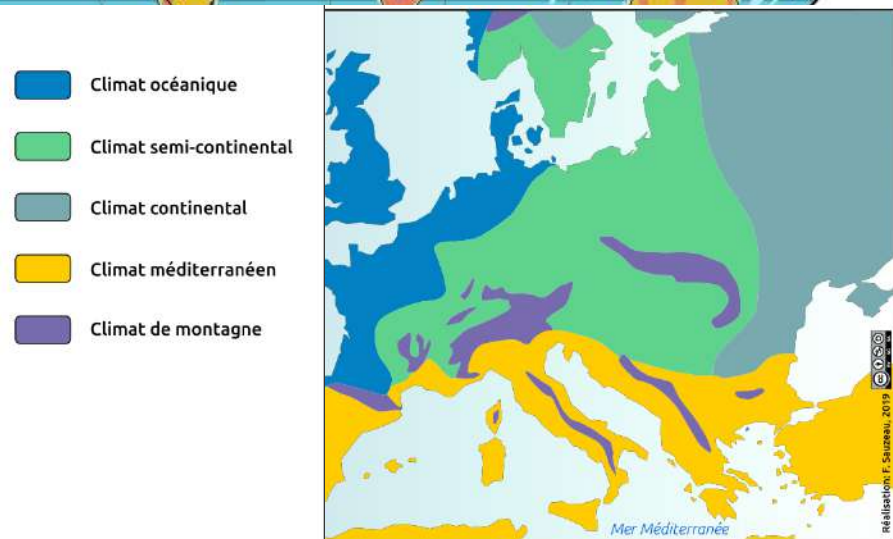 Climat océanique
Climat semi-continental
Climat continental
Climat méditerranéen
Climat de montagne
Mer Méditerranée
Réalisation: F. Sauzeau, 2019